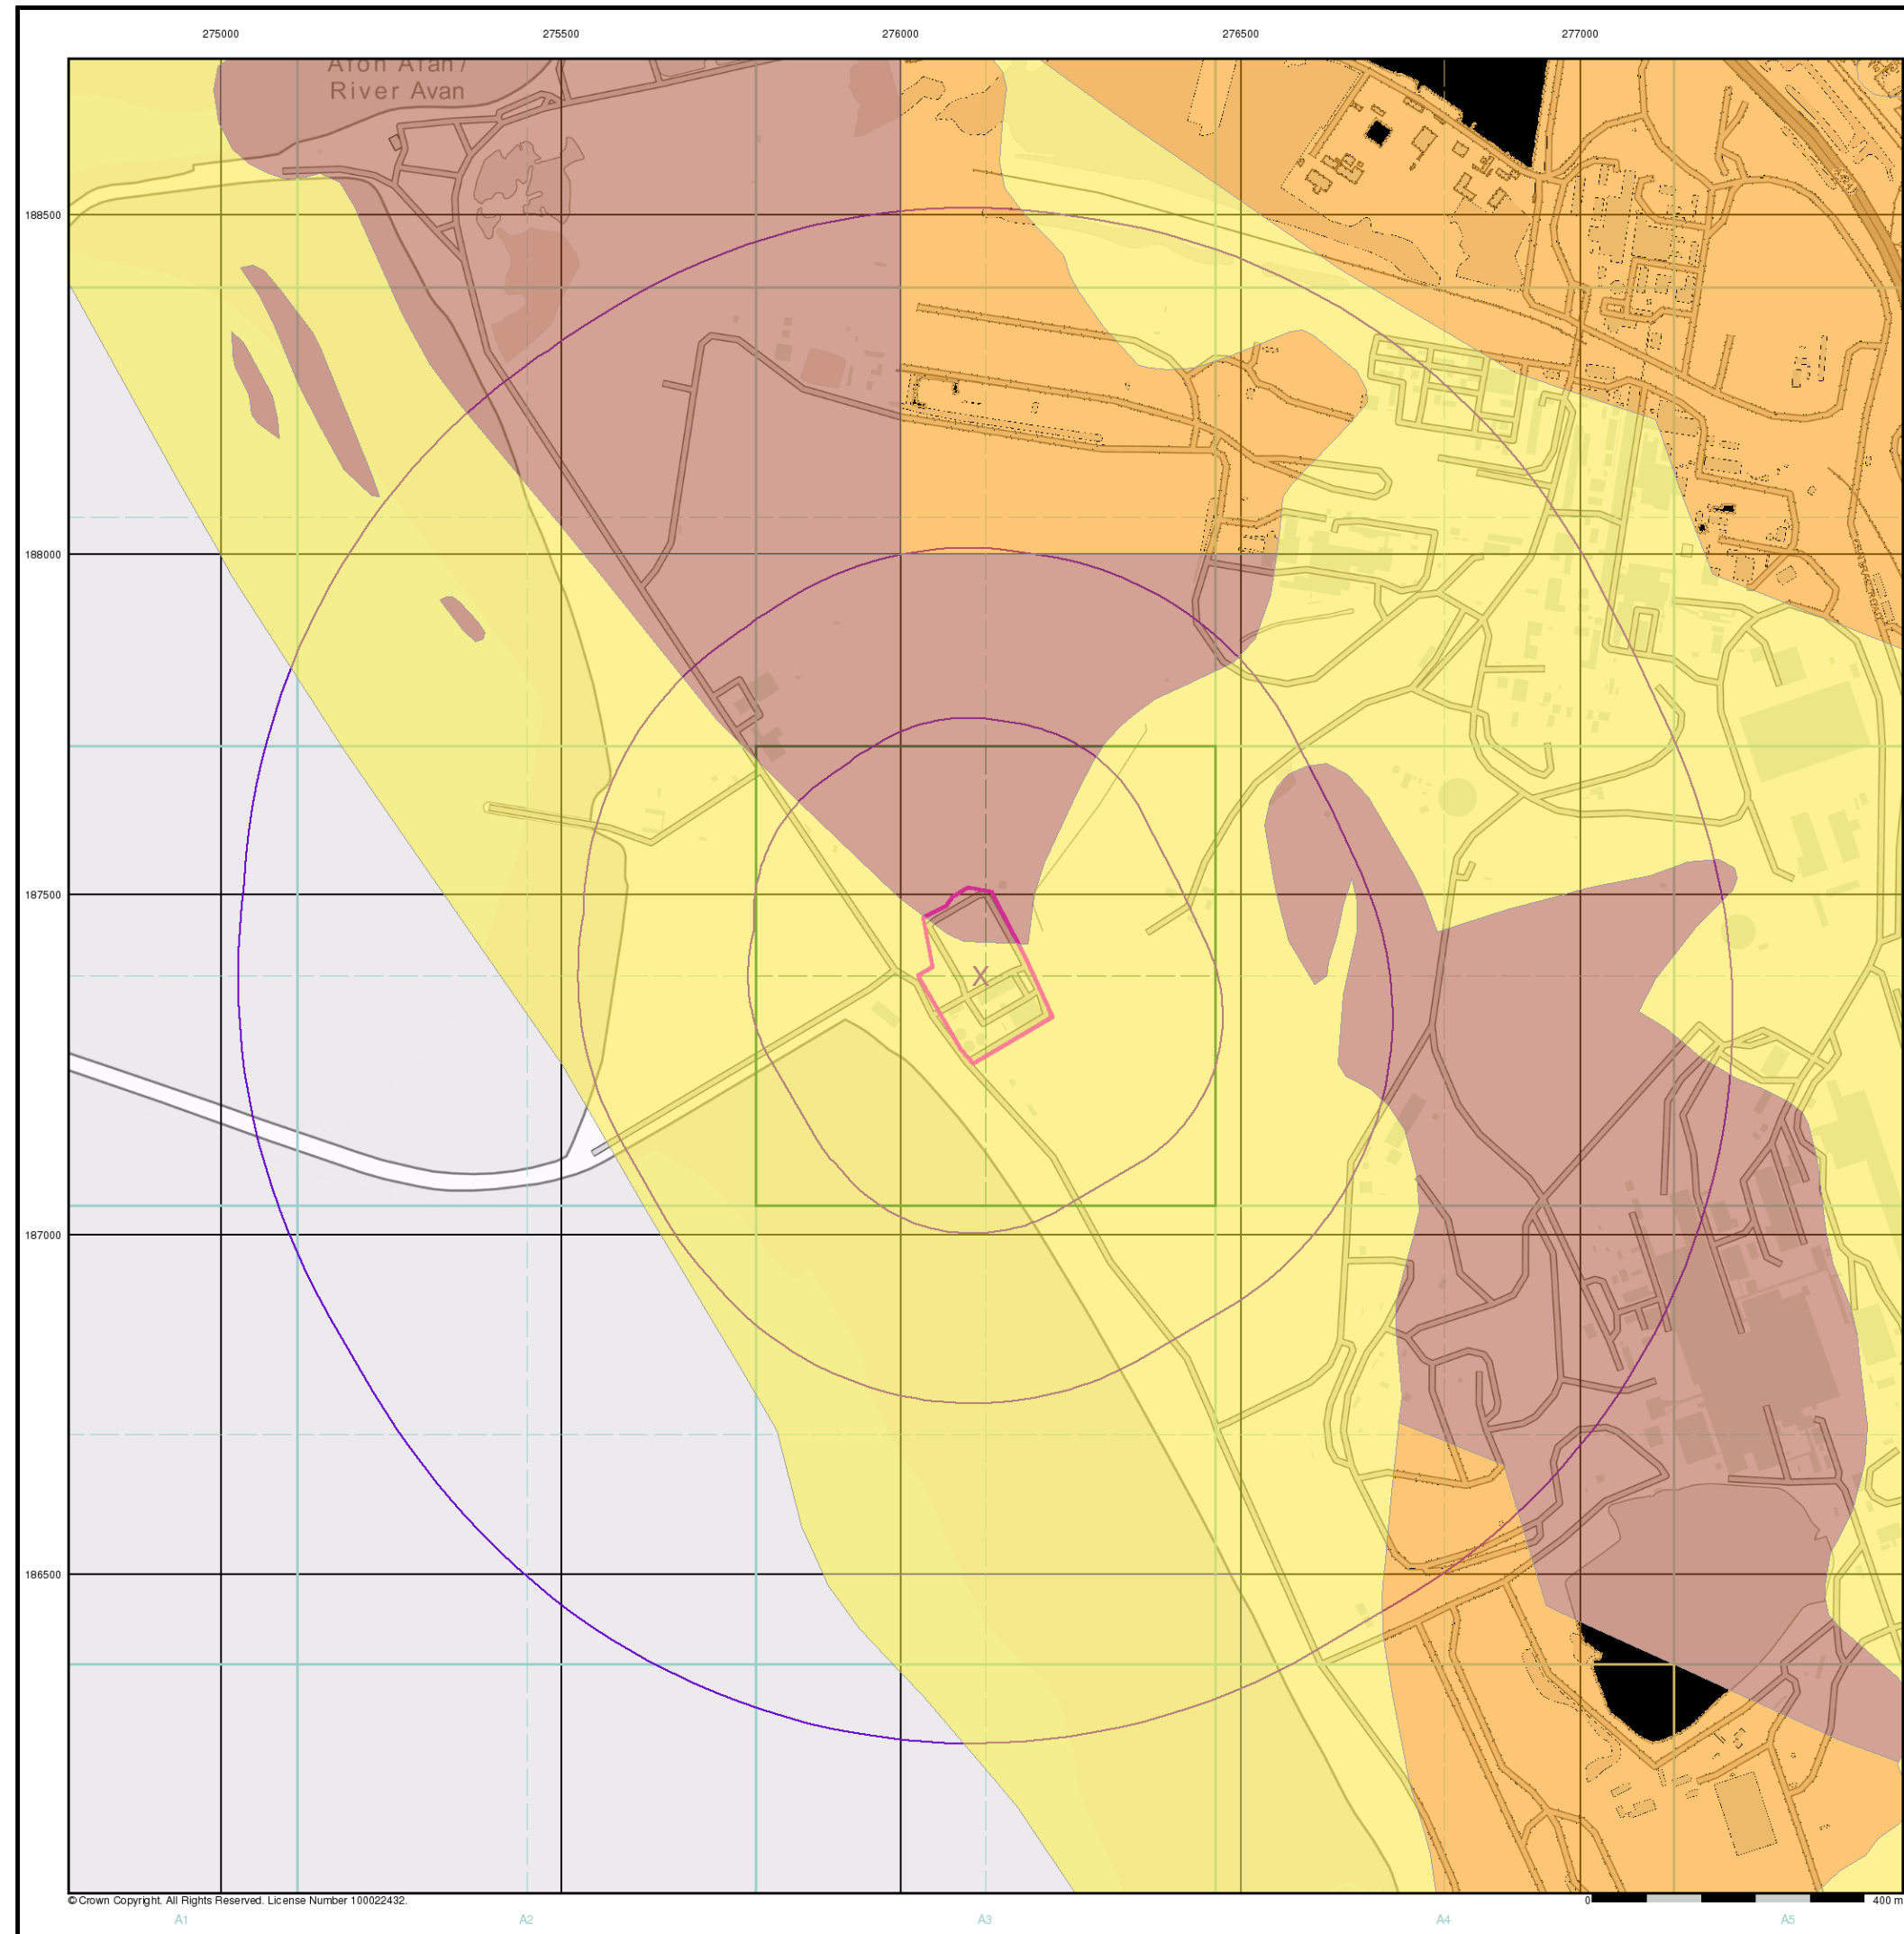 275000 275500 276000 276500 277000
Afon Afan /
River Avan
188500
188000
187500
X
187000
186500
© Crown Copyright. All Rights Reserved. License Number 100022432.
0 400 m
A1 A2 A3 A4 A5